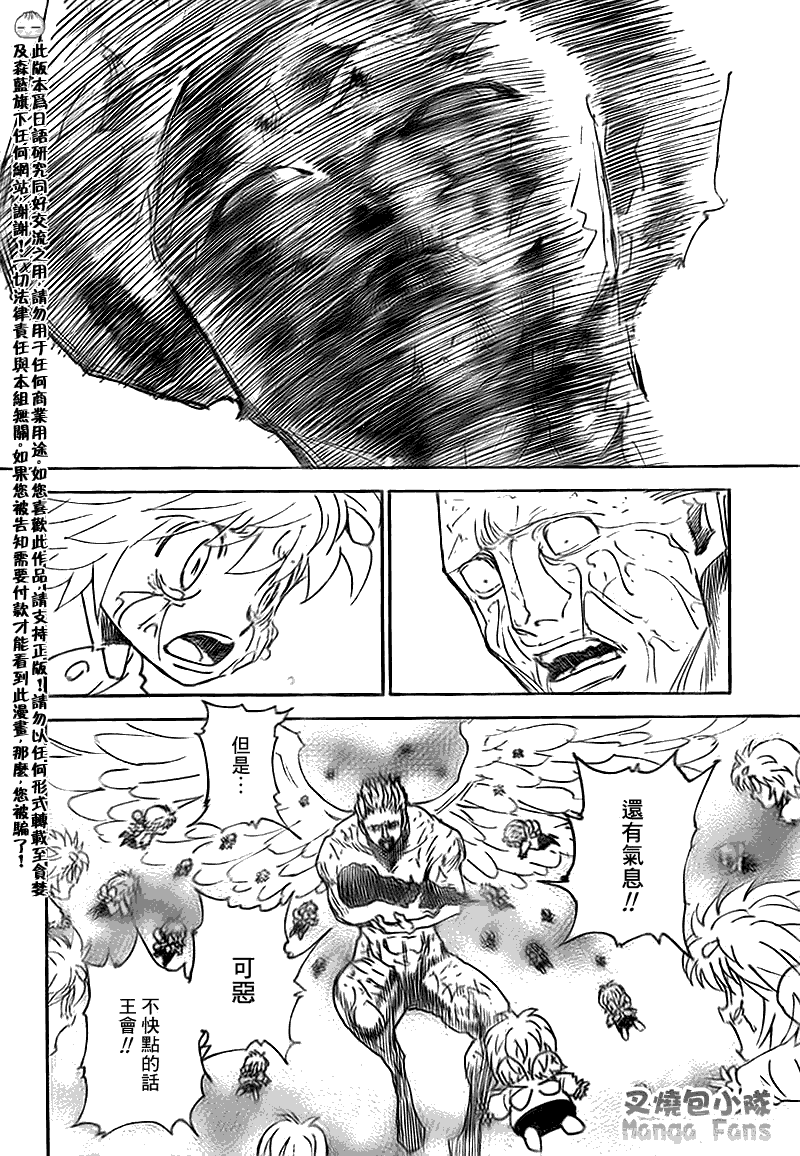 此版本爲日語研究同好交流之用,請勿用于任何商業用途。如您喜歡此作品,請支持正版!請勿以任何形式轉載至貪婪
及森藍旗下任何網站,謝謝!一切法律責任與本組無關。如果您被告知需要付款才能看到此漫畫,那麽,您被騙了!
還有氣息!!
但是…
可惡
不快點的話
王會!!
叉燒包小隊
Manga Fans